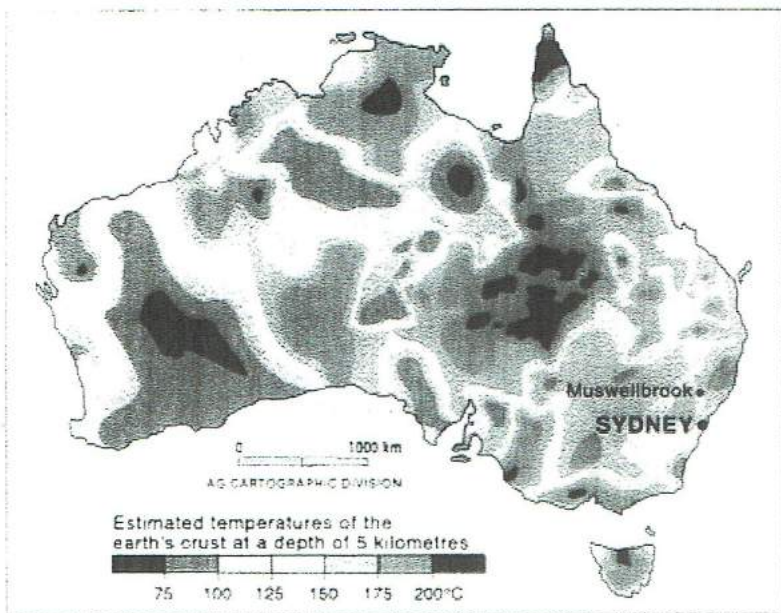 Muswellbrook
SYDNEY
0 1000 km
AG CARTOGRAPHIC DIVISION
Estimated temperatures of the
earth's crust at a depth of 5 kilometres
75 100 125 150 175 200°C